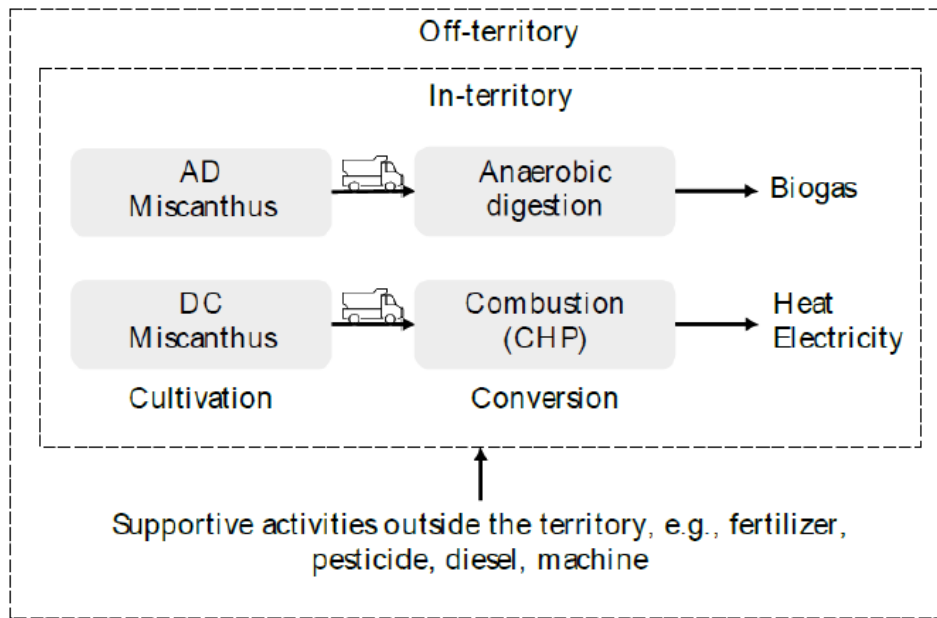 Off-territory
In-territory
AD
Miscanthus
Anaerobic
digestion
Biogas
DC
Miscanthus
Combustion
(CHP)
Heat
Electricity
Cultivation
Conversion
Supportive activities outside the territory, e.g., fertilizer,
pesticide, diesel, machine